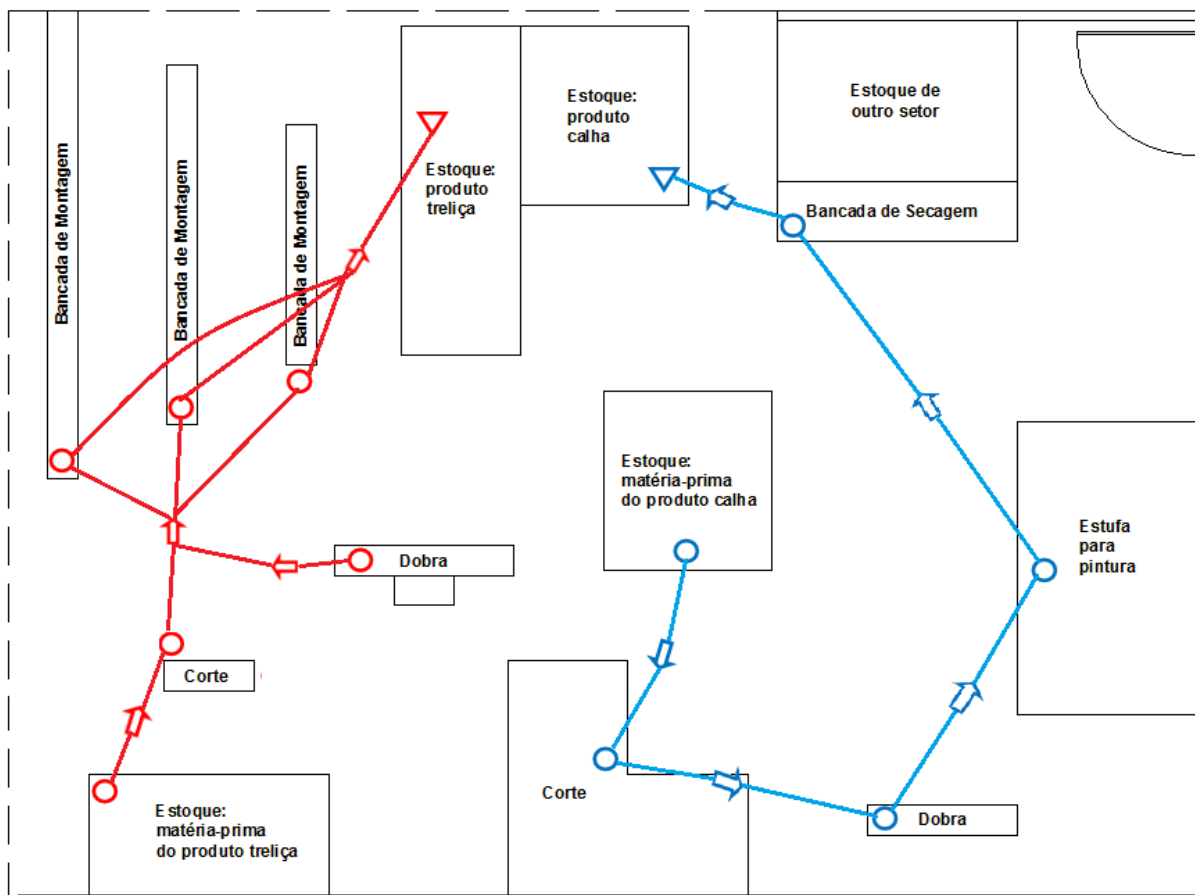 Bancada de Montagem
Bancada de Montagem
Bancada de Montagem
Estoque:
produto
treliça
Estoque:
produto
calha
Estoque de
outro setor
Bancada de Secagem
Estoque:
matéria-prima
do produto calha
Estufa
para
pintura
Dobra
Corte
Estoque:
matéria-prima
do produto treliça
Corte
Dobra